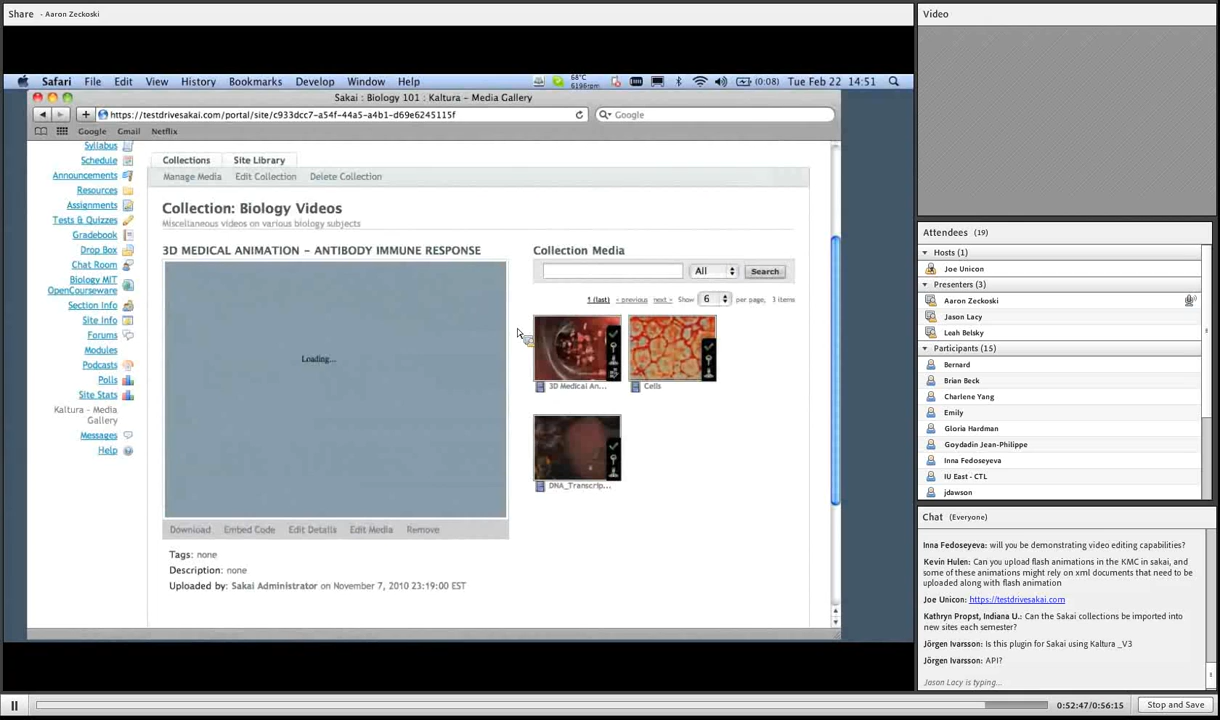 Share - Aaron Zeckoski
Video
Safari File Edit View History Bookmarks Develop Window Help 68°C 6196rpm (0:08) Tue Feb 22 14:51
Sakai : Biology 101 : Kaltura – Media Gallery
https://testdrivesakai.com/portal/site/c933dcc7-a54f-44a5-a4b1-d69e6245115f
Google
Google Gmail Netflix
Syllabus
Schedule
Announcements
Resources
Assignments
Tests & Quizzes
Gradebook
Drop Box
Chat Room
Biology MIT
OpenCourseware
Section Info
Site Info
Forums
Modules
Podcasts
Polls
Site Stats
Kaltura - Media
Gallery
Messages
Help
Collections Site Library
Manage Media Edit Collection Delete Collection
Collection: Biology Videos
Miscellaneous videos on various biology subjects
3D MEDICAL ANIMATION – ANTIBODY IMMUNE RESPONSE
Loading...
Download Embed Code Edit Details Edit Media Remove
Tags: none
Description: none
Uploaded by: Sakai Administrator on November 7, 2010 23:19:00 EST
Collection Media
All Search
1 (last) < previous next > Show 6 per page, 3 items
3D Medical An...
Cells
DNA_Transcrip...
Attendees (19)
Hosts (1)
Joe Unicon
Presenters (3)
Aaron Zeckoski
Jason Lacy
Leah Belsky
Participants (15)
Bernard
Brian Beck
Charlene Yang
Emily
Gloria Hardman
Goydadin Jean-Philippe
Inna Fedoseyeva
IU East - CTL
jdawson
Chat (Everyone)
Inna Fedoseyeva: will you be demonstrating video editing capabilities?
Kevin Hulen: Can you upload flash animations in the KMC in sakai, and
some of these animations might rely on xml documents that need to be
uploaded along with flash animation
Joe Unicon: https://testdrivesakai.com
Kathryn Propst, Indiana U.: Can the Sakai collections be imported into
new sites each semester?
Jörgen Ivarsson: Is this plugin for Sakai using Kaltura _V3
Jörgen Ivarsson: API?
Jason Lacy is typing...
0:52:47/0:56:15
Stop and Save